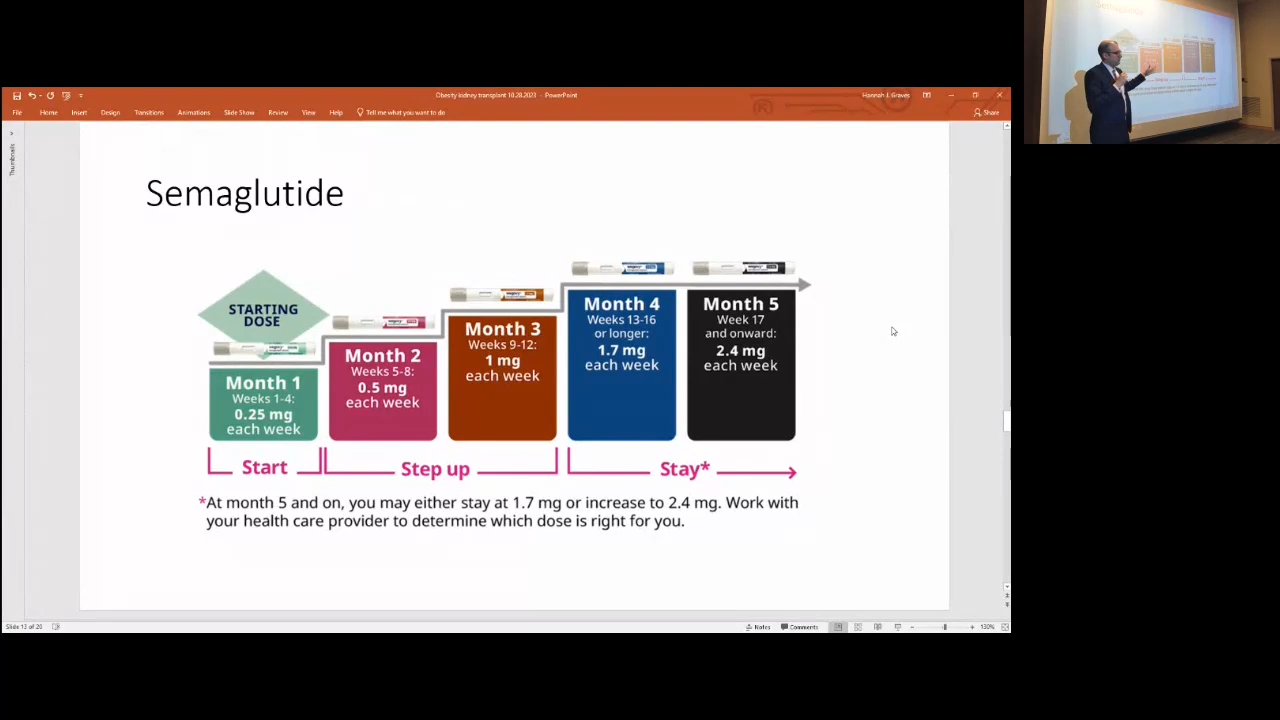 Obesity kidney transplant 10.28.2023 - PowerPoint
Hannah J. Graves
File Home Insert Design Transitions Animations Slide Show Review View Help Tell me what you want to do
Share
Thumbnails
Semaglutide
STARTING
DOSE
Month 1
Weeks 1-4:
0.25 mg
each week
Month 2
Weeks 5-8:
0.5 mg
each week
Month 3
Weeks 9-12:
1 mg
each week
Month 4
Weeks 13-16
or longer:
1.7 mg
each week
Month 5
Week 17
and onward:
2.4 mg
each week
Start
Step up
Stay*
*At month 5 and on, you may either stay at 1.7 mg or increase to 2.4 mg. Work with
your health care provider to determine which dose is right for you.
Slide 13 of 20
Notes
Comments
130%